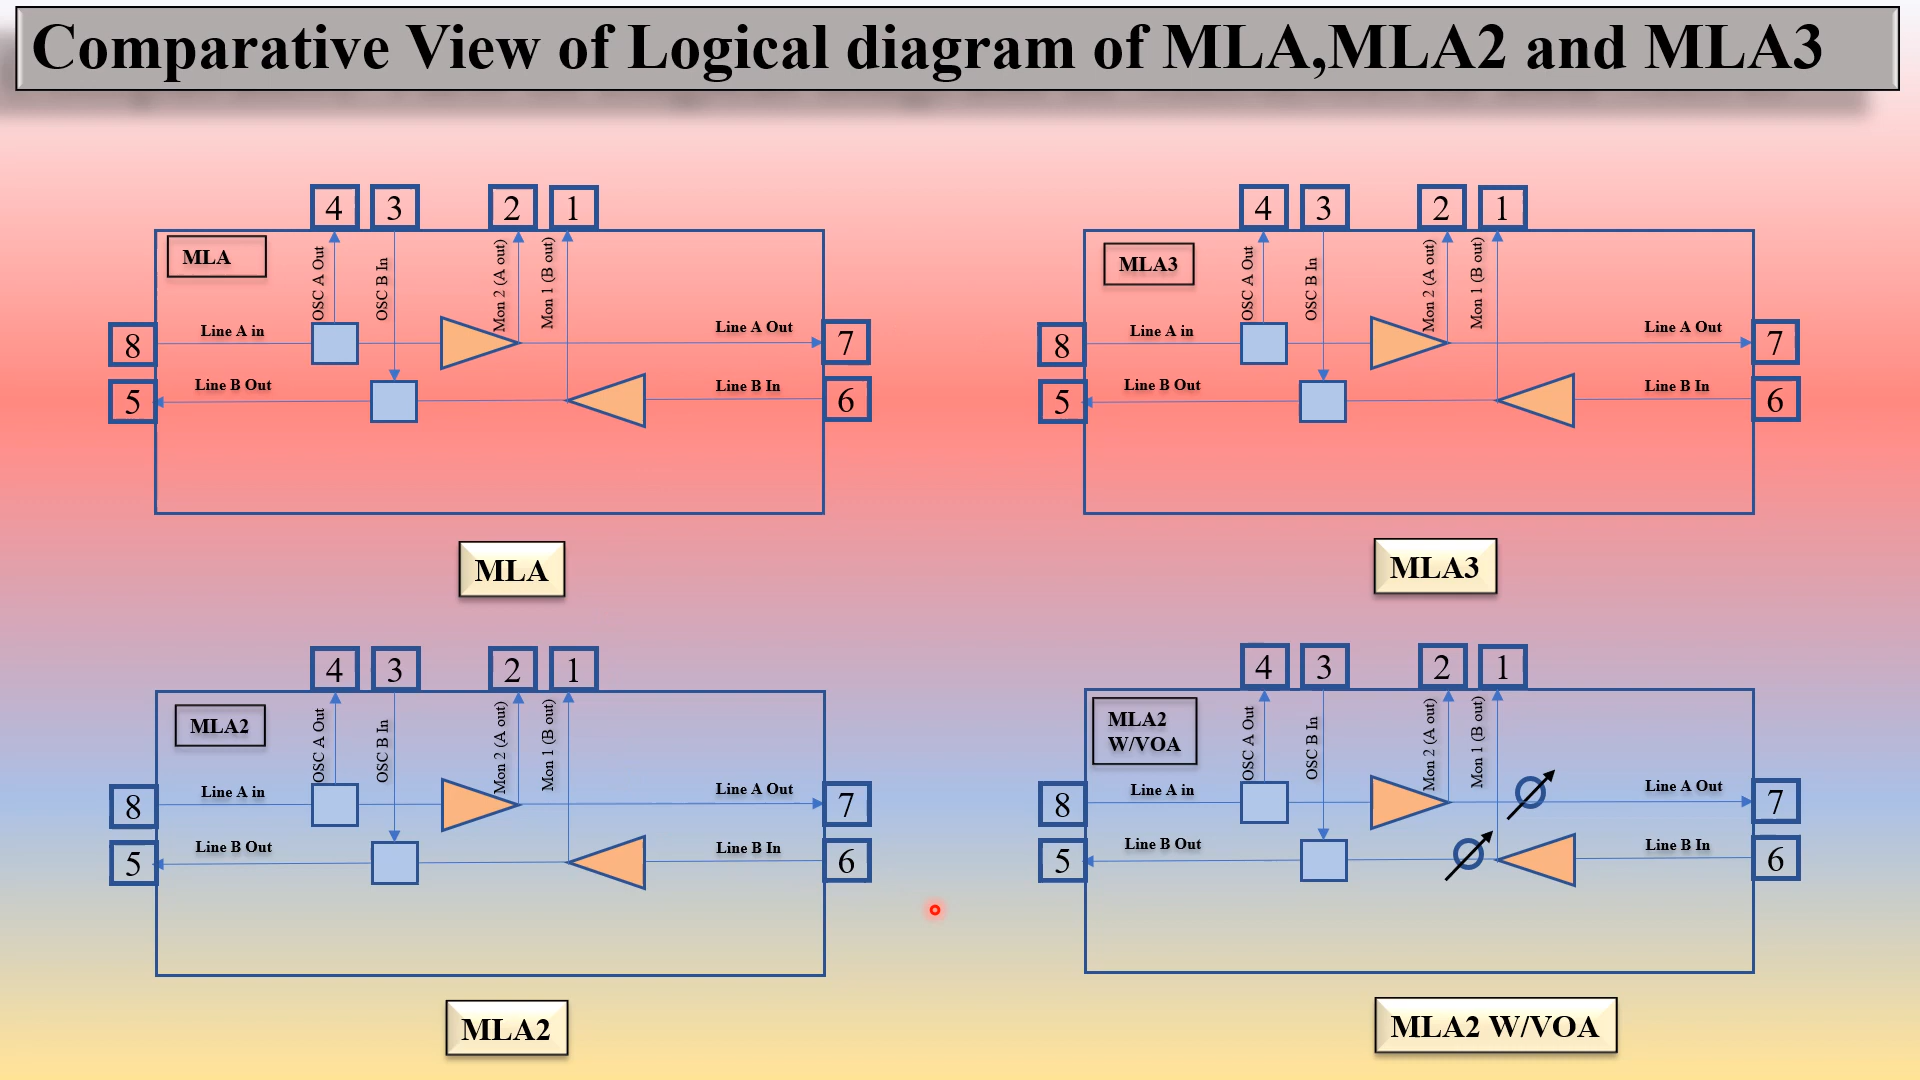 Comparative View of Logical diagram of MLA,MLA2 and MLA3
4
3
2
1
MLA
OSC A Out
OSC B In
Mon 2 (A out)
Mon 1 (B out)
8
Line A in
Line A Out
7
5
Line B Out
Line B In
6
MLA
4
3
2
1
MLA3
OSC A Out
OSC B In
Mon 2 (A out)
Mon 1 (B out)
8
Line A in
Line A Out
7
5
Line B Out
Line B In
6
MLA3
4
3
2
1
MLA2
OSC A Out
OSC B In
Mon 2 (A out)
Mon 1 (B out)
8
Line A in
Line A Out
7
5
Line B Out
Line B In
6
MLA2
4
3
2
1
MLA2
W/VOA
OSC A Out
OSC B In
Mon 2 (A out)
Mon 1 (B out)
8
Line A in
Line A Out
7
5
Line B Out
Line B In
6
MLA2 W/VOA